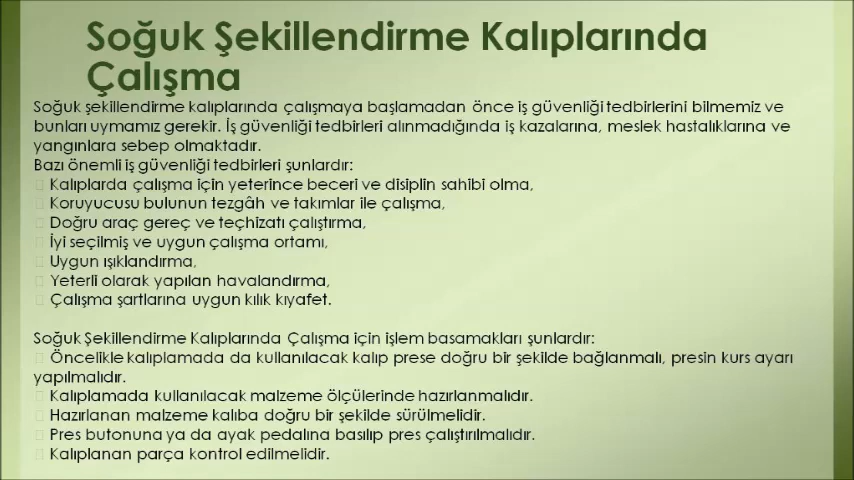 Soğuk Şekillendirme Kalıplarında
Çalışma
Soğuk şekillendirme kalıplarında çalışmaya başlamadan önce iş güvenliği tedbirlerini bilmemiz ve
bunları uymamız gerekir. İş güvenliği tedbirleri alınmadığında iş kazalarına, meslek hastalıklarına ve
yangınlara sebep olmaktadır.
Bazı önemli iş güvenliği tedbirleri şunlardır:
Kalıplarda çalışma için yeterince beceri ve disiplin sahibi olma,
Koruyucusu bulunun tezgâh ve takımlar ile çalışma,
Doğru araç gereç ve teçhizatı çalıştırma,
İyi seçilmiş ve uygun çalışma ortamı,
Uygun ışıklandırma,
Yeterli olarak yapılan havalandırma,
Çalışma şartlarına uygun kılık kıyafet.
Soğuk Şekillendirme Kalıplarında Çalışma için işlem basamakları şunlardır:
Öncelikle kalıplamada da kullanılacak kalıp prese doğru bir şekilde bağlanmalı, presin kurs ayarı
yapılmalıdır.
Kalıplamada kullanılacak malzeme ölçülerinde hazırlanmalıdır.
Hazırlanan malzeme kalıba doğru bir şekilde sürülmelidir.
Pres butonuna ya da ayak pedalına basılıp pres çalıştırılmalıdır.
Kalıplanan parça kontrol edilmelidir.